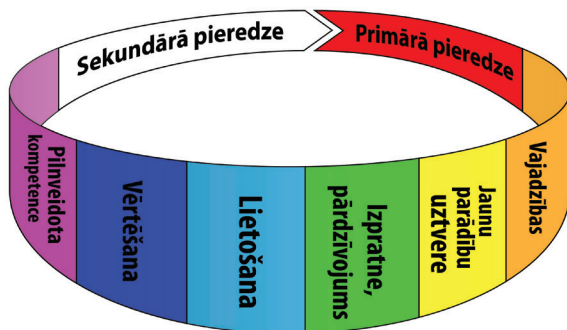 Sekundārā pieredze
Primārā pieredze
Pilnveidota
kompetence
Vērtēšana
Lietošana
Izpratne,
pārdzīvojums
Jaunu
parādību
uztvere
Vajadzības